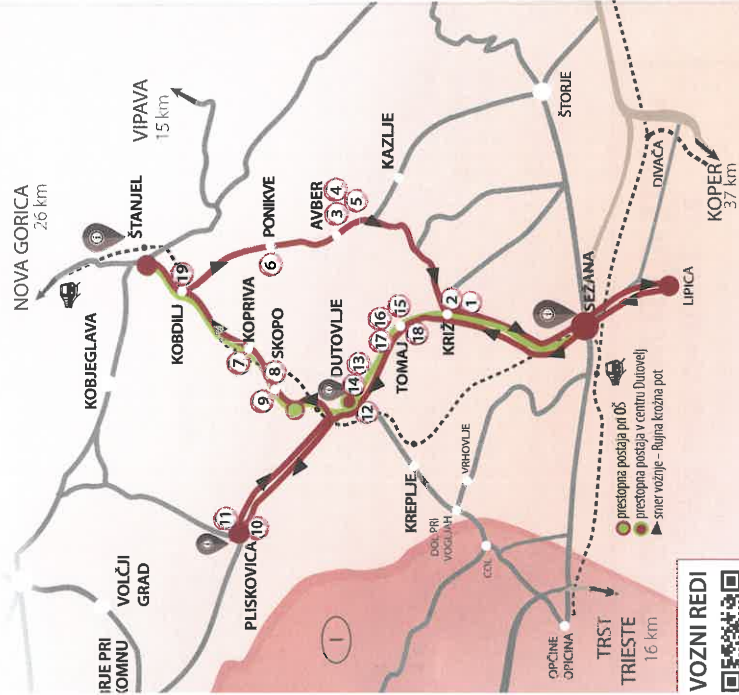 NOVA GORICA
26 km
VIPAVA
15 km
ŠTANJEL
KOBJEGLAVA
19
KOBDILJ
6
PONIKVE
AVBER
3
4
5
KAZLJE
ŠTORJE
7
KOPRIVA
8
SKOPO
9
DUTOVLJE
14
13
12
17
16
15
TOMAJ
18
2
KRIŽ
1
11
10
PLISKOVICA
VOLČJI
GRAD
RJE PRI
KOMNU
KREPLJE
VRHOVLJE
DOL PRI
VOGLJAH
COL
I
OPČINE
OPICINA
TRST
TRIESTE
16 km
SEŽANA
LIPICA
DIVAČA
KOPER
37 km
prestopna postaja pri OŠ
prestopna postaja v centru Dutovelj
smer vožnje – Rujna krožna pot
VOZNI REDI